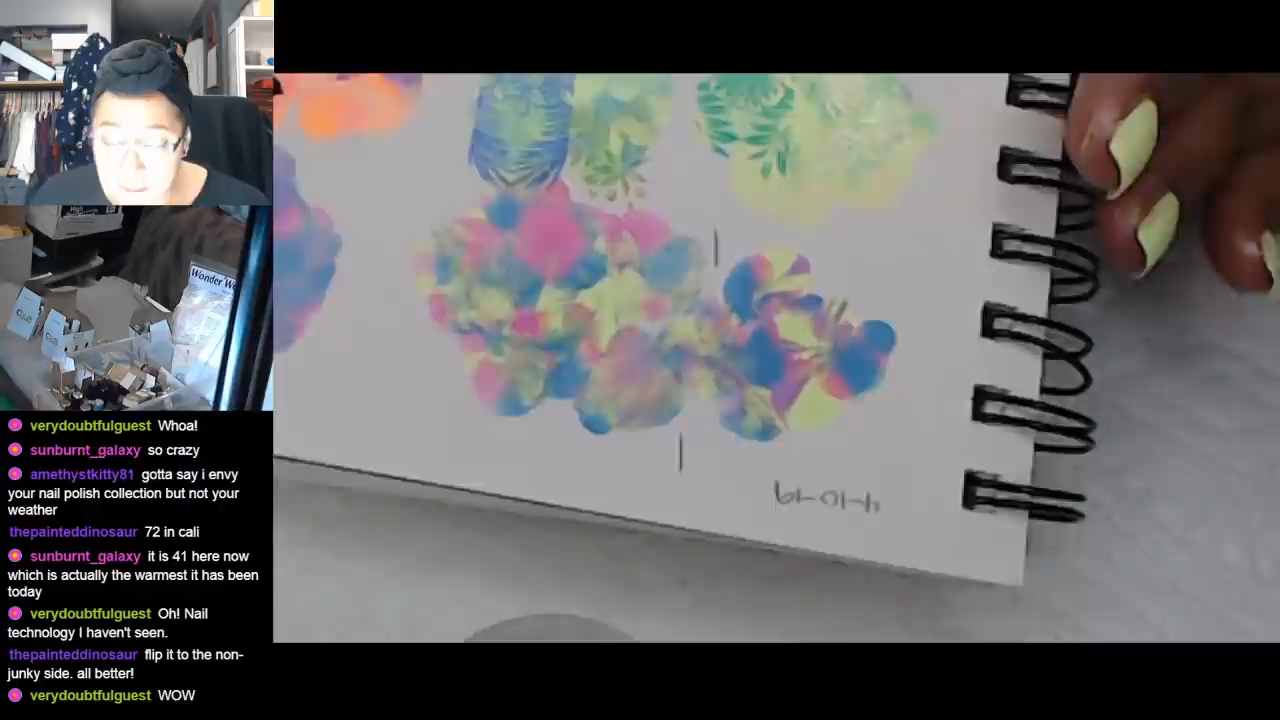 Wonder We
verydoubtfulguest Whoa!
sunburnt_galaxy so crazy
amethystkitty81 gotta say i envy
your nail polish collection but not your
weather
thepainteddinosaur 72 in cali
sunburnt_galaxy it is 41 here now
which is actually the warmest it has been
today
verydoubtfulguest Oh! Nail
technology I haven't seen.
thepainteddinosaur flip it to the non-
junky side. all better!
verydoubtfulguest WOW